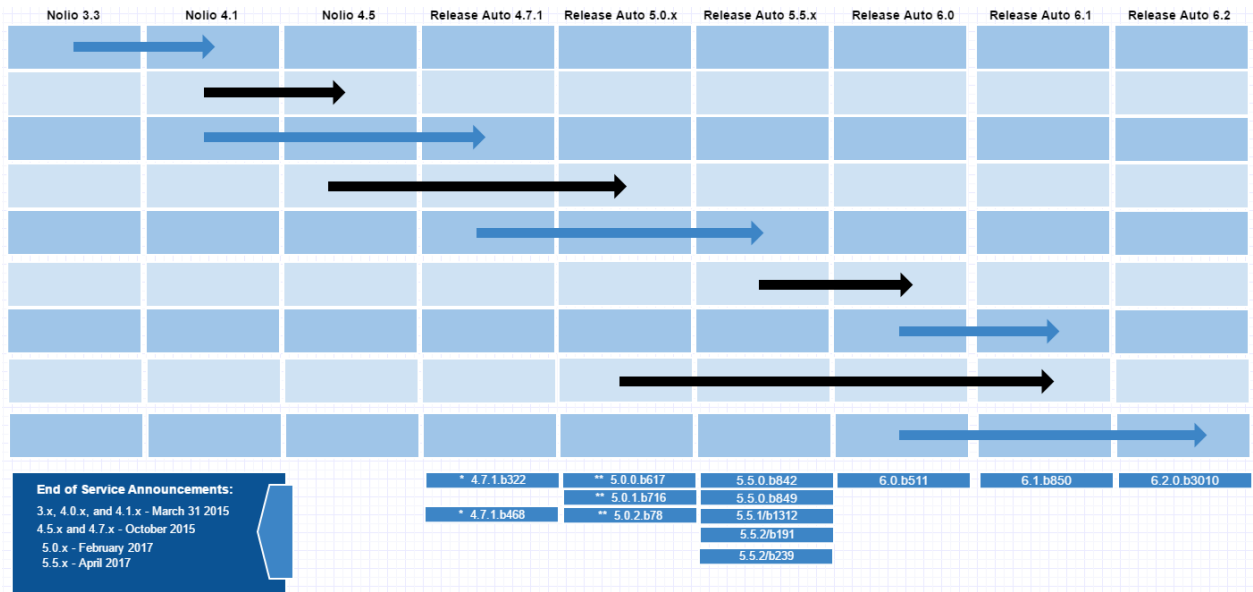 Nolio 3.3 Nolio 4.1 Nolio 4.5 Release Auto 4.7.1 Release Auto 5.0.x Release Auto 5.5.x Release Auto 6.0 Release Auto 6.1 Release Auto 6.2
* 4.7.1.b322 ** 5.0.0.b617 5.5.0.b842 6.0.b511 6.1.b850 6.2.0.b3010
** 5.0.1.b716 5.5.0.b849
* 4.7.1.b468 ** 5.0.2.b78 5.5.1/b1312
5.5.2/b191
5.5.2/b239
End of Service Announcements:
3.x, 4.0.x, and 4.1.x - March 31 2015
4.5.x and 4.7.x - October 2015
5.0.x - February 2017
5.5.x - April 2017